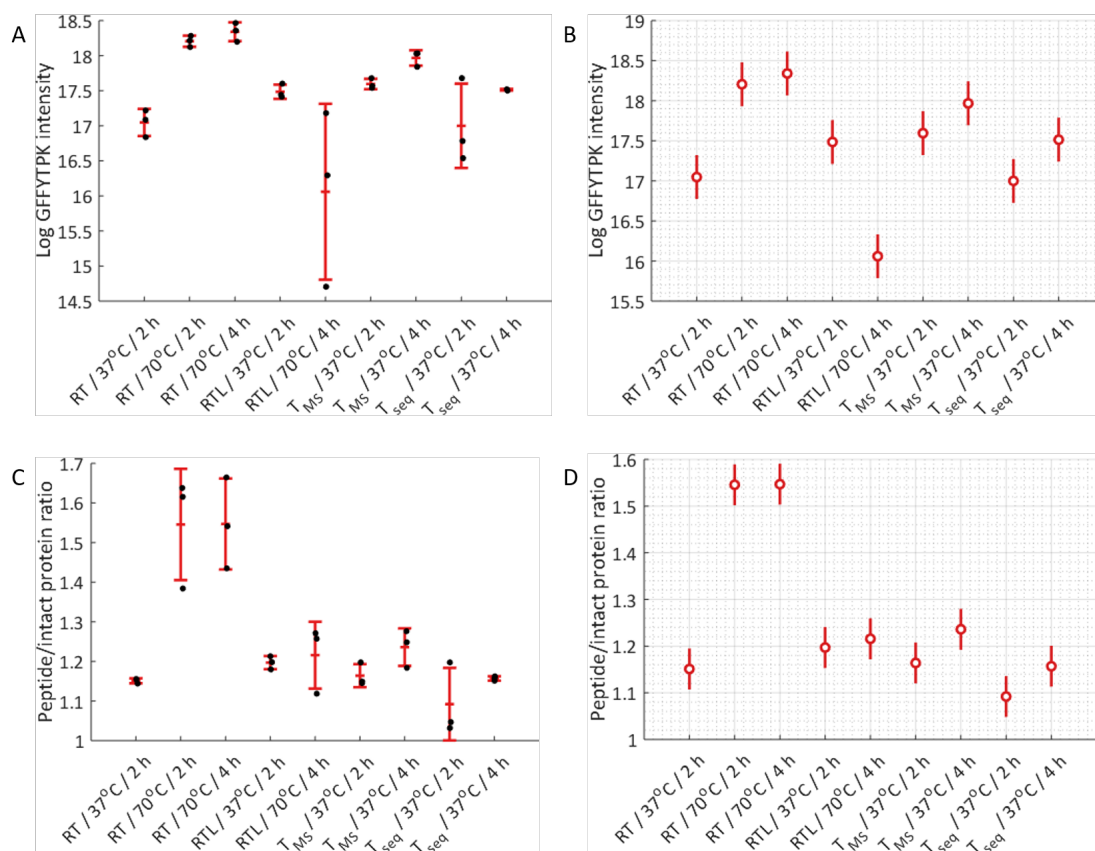 A
Log GFFYTPK intensity
18.5
18
17.5
17
16.5
16
15.5
15
14.5
RT / 37°C / 2 h
RT / 70°C / 2 h
RT / 70°C / 4 h
RTL / 37°C / 2 h
RTL / 70°C / 4 h
TMS / 37°C / 2 h
TMS / 37°C / 4 h
Tseq / 37°C / 2 h
Tseq / 37°C / 4 h
B
Log GFFYTPK intensity
19
18.5
18
17.5
17
16.5
16
15.5
RT / 37°C / 2 h
RT / 70°C / 2 h
RT / 70°C / 4 h
RTL / 37°C / 2 h
RTL / 70°C / 4 h
TMS / 37°C / 2 h
TMS / 37°C / 4 h
Tseq / 37°C / 2 h
Tseq / 37°C / 4 h
C
Peptide/intact protein ratio
1.7
1.6
1.5
1.4
1.3
1.2
1.1
1
RT / 37°C / 2 h
RT / 70°C / 2 h
RT / 70°C / 4 h
RTL / 37°C / 2 h
RTL / 70°C / 4 h
TMS / 37°C / 2 h
TMS / 37°C / 4 h
Tseq / 37°C / 2 h
seq / 37°C / 4 h
D
Peptide/intact protein ratio
1.6
1.5
1.4
1.3
1.2
1.1
1
RT / 37°C / 2 h
RT / 70°C / 2 h
RT / 70°C / 4 h
RTL / 37°C / 2 h
RTL / 70°C / 4 h
TMS / 37°C / 2 h
TMS / 37°C / 4 h
Tseq / 37°C / 2 h
seq / 37°C / 4 h